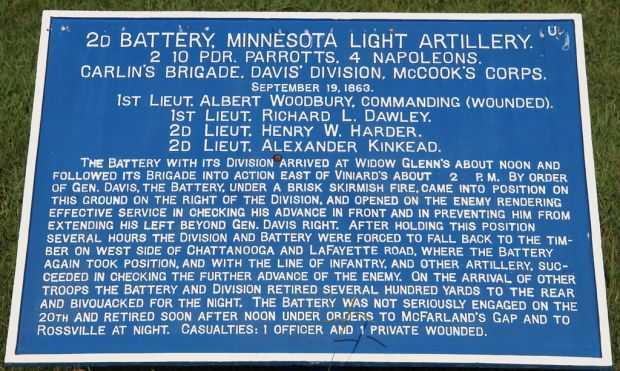 2D BATTERY, MINNESOTA LIGHT ARTILLERY.
2 10 PDR. PARROTTS, 4 NAPOLEONS.
CARLIN'S BRIGADE, DAVIS' DIVISION, MCCOOK'S CORPS.
SEPTEMBER 19, 1863.
1ST LIEUT. ALBERT WOODBURY, COMMANDING (WOUNDED).
1ST LIEUT. RICHARD L. DAWLEY.
2D LIEUT. HENRY W. HARDER.
2D LIEUT. ALEXANDER KINKEAD.
THE BATTERY WITH ITS DIVISION ARRIVED AT WIDOW GLENN'S ABOUT NOON AND
FOLLOWED ITS BRIGADE INTO ACTION EAST OF VINIARD'S ABOUT 2 P.M. BY ORDER
OF GEN. DAVIS, THE BATTERY, UNDER A BRISK SKIRMISH FIRE, CAME INTO POSITION ON
THIS GROUND ON THE RIGHT OF THE DIVISION, AND OPENED ON THE ENEMY RENDERING
EFFECTIVE SERVICE IN CHECKING HIS ADVANCE IN FRONT AND IN PREVENTING HIM FROM
EXTENDING HIS LEFT BEYOND GEN. DAVIS RIGHT. AFTER HOLDING THIS POSITION
SEVERAL HOURS THE DIVISION AND BATTERY WERE FORCED TO FALL BACK TO THE TIM-
BER ON WEST SIDE OF CHATTANOOGA AND LAFAYETTE ROAD, WHERE THE BATTERY
AGAIN TOOK POSITION, AND WITH THE LINE OF INFANTRY, AND OTHER ARTILLERY, SUC-
CEEDED IN CHECKING THE FURTHER ADVANCE OF THE ENEMY. ON THE ARRIVAL OF OTHER
TROOPS THE BATTERY AND DIVISION RETIRED SEVERAL HUNDRED YARDS TO THE REAR
AND BIVOUACKED FOR THE NIGHT. THE BATTERY WAS NOT SERIOUSLY ENGAGED ON THE
20TH AND RETIRED SOON AFTER NOON UNDER ORDERS TO MCFARLAND'S GAP AND TO
ROSSVILLE AT NIGHT. CASUALTIES: 1 OFFICER AND 1 PRIVATE WOUNDED.